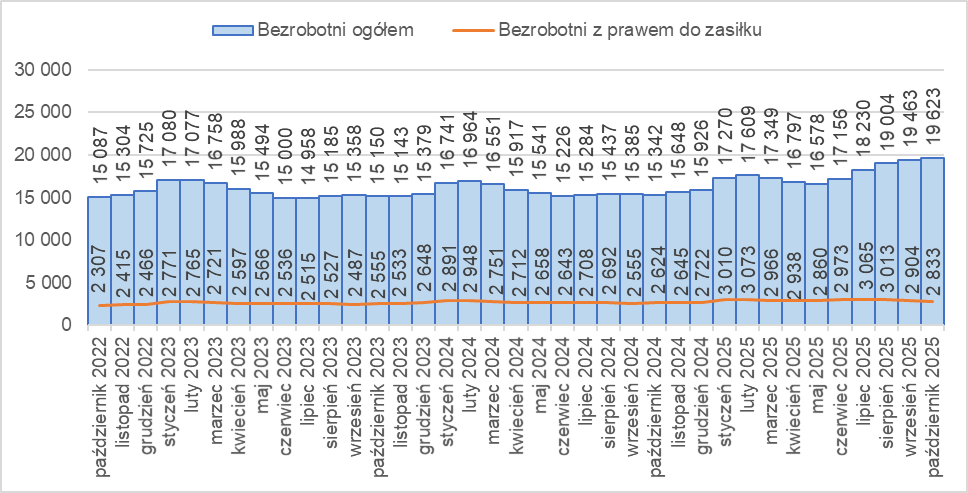 Bezrobotni ogółem
Bezrobotni z prawem do zasiłku
30 000
25 000
20 000
15 000
10 000
5 000
0
15 087
15 304
15 725
17 080
17 077
16 758
15 988
15 494
15 000
14 958
15 185
15 358
15 150
15 143
15 379
16 741
16 964
16 551
15 917
15 541
15 226
15 284
15 437
15 385
15 342
15 648
15 926
17 270
17 609
17 349
16 797
16 578
17 156
18 230
19 004
19 463
19 623
2 307
2 415
2 466
2 771
2 765
2 721
2 597
2 566
2 536
2 515
2 527
2 487
2 555
2 533
2 648
2 891
2 948
2 751
2 712
2 658
2 643
2 708
2 692
2 555
2 624
2 645
2 722
3 010
3 073
2 966
2 938
2 860
2 973
3 065
3 013
2 904
2 833
październik 2022
listopad 2022
grudzień 2022
styczeń 2023
luty 2023
marzec 2023
kwiecień 2023
maj 2023
czerwiec 2023
lipiec 2023
sierpień 2023
wrzesień 2023
październik 2023
listopad 2023
grudzień 2023
styczeń 2024
luty 2024
marzec 2024
kwiecień 2024
maj 2024
czerwiec 2024
lipiec 2024
sierpień 2024
wrzesień 2024
październik 2024
listopad 2024
grudzień 2024
styczeń 2025
luty 2025
marzec 2025
kwiecień 2025
maj 2025
czerwiec 2025
lipiec 2025
sierpień 2025
wrzesień 2025
październik 2025